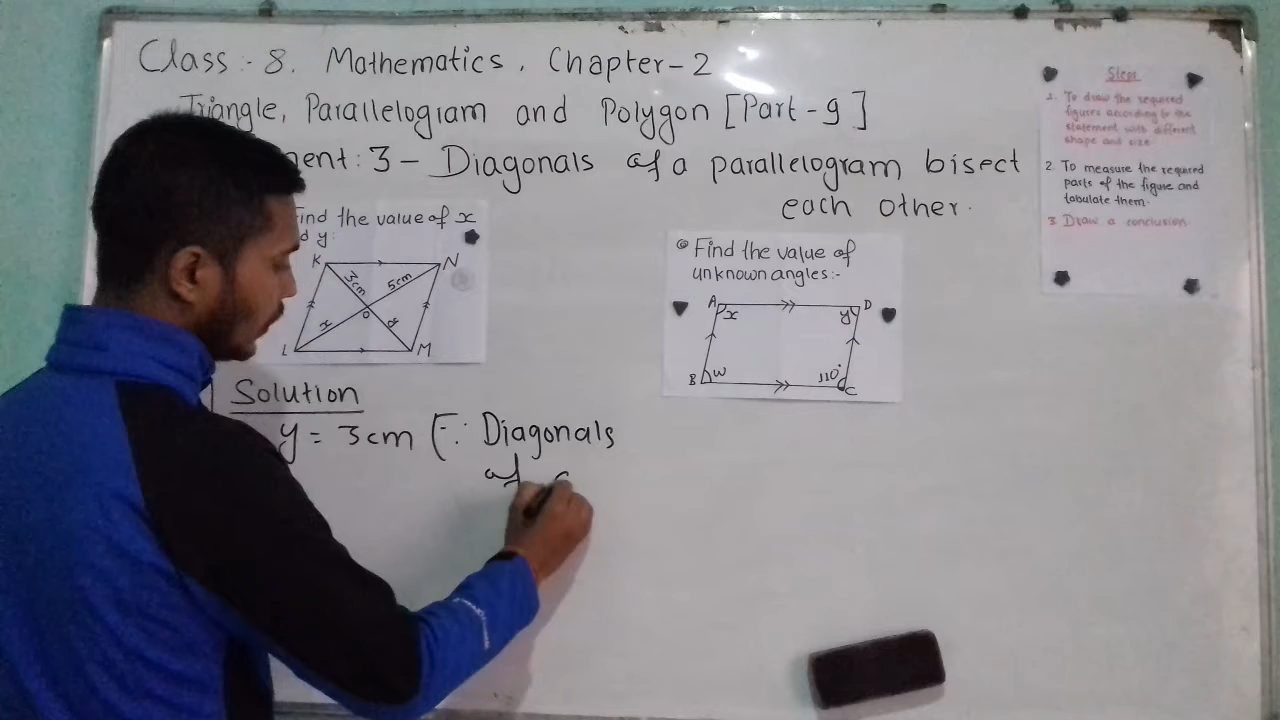 Class :- 8. Mathematics, Chapter-2
Triangle, Parallelogram and Polygon [Part-9]
ment: 3 - Diagonals of a parallelogram bisect
each other.
ind the value of x
d y:
K
N
3cm
5cm
O
x
y
L
M
Find the value of
unknown angles:-
A
D
x
y
B
w
110°
C
Steps
1. To draw the required
figures according to the
statement with different
shape and size
2. To measure the required
parts of the figure and
tabulate them.
3. Draw a conclusion
Solution
y = 3cm (∵ Diagonals
of